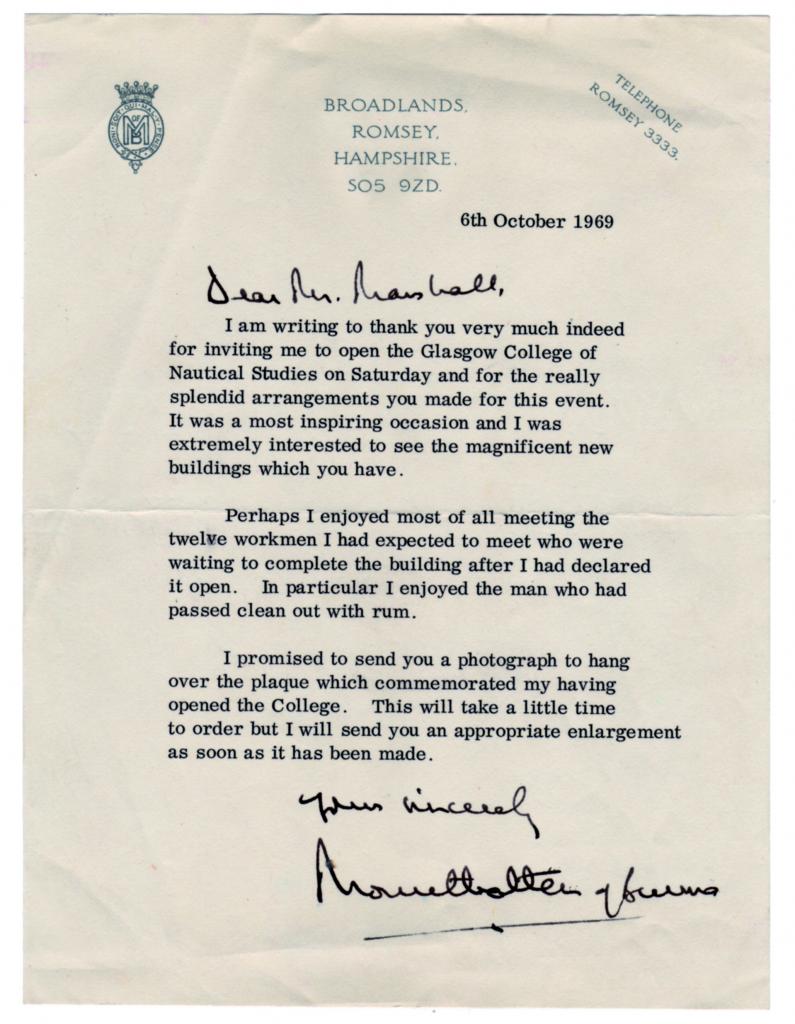 BROADLANDS,
ROMSEY,
HAMPSHIRE.
SO5 9ZD.
TELEPHONE
ROMSEY 3333.
6th October 1969
Dear Mr. Marshall,
I am writing to thank you very much indeed
for inviting me to open the Glasgow College of
Nautical Studies on Saturday and for the really
splendid arrangements you made for this event.
It was a most inspiring occasion and I was
extremely interested to see the magnificent new
buildings which you have.
Perhaps I enjoyed most of all meeting the
twelve workmen I had expected to meet who were
waiting to complete the building after I had declared
it open. In particular I enjoyed the man who had
passed clean out with rum.
I promised to send you a photograph to hang
over the plaque which commemorated my having
opened the College. This will take a little time
to order but I will send you an appropriate enlargement
as soon as it has been made.
Yours sincerely
Mountbatten of Burma